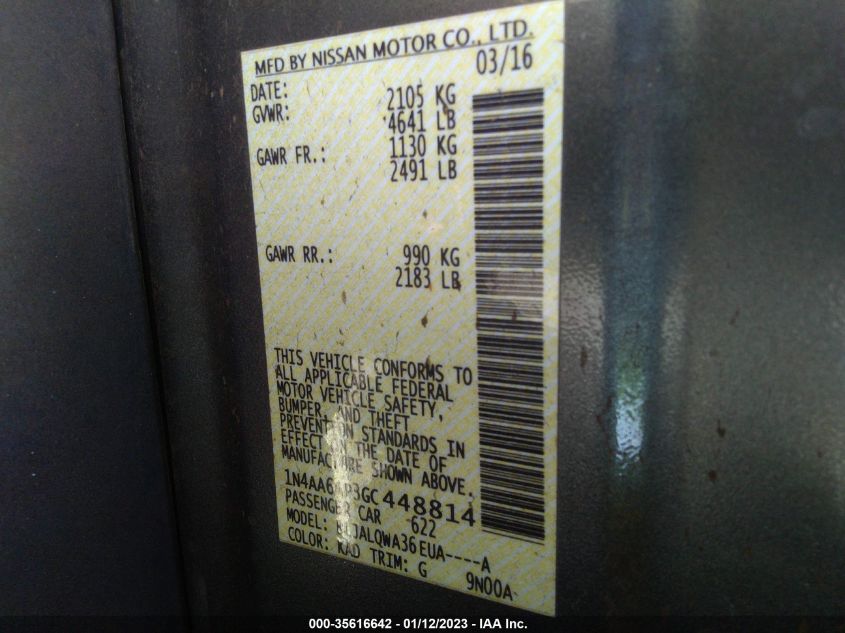 MFD BY NISSAN MOTOR CO., LTD.
03/16
DATE:
GVWR: 2105 KG
4641 LB
GAWR FR.: 1130 KG
2491 LB
GAWR RR.: 990 KG
2183 LB
THIS VEHICLE CONFORMS TO
ALL APPLICABLE FEDERAL
MOTOR VEHICLE SAFETY,
BUMPER, AND THEFT
PREVENTION STANDARDS IN
EFFECT ON THE DATE OF
MANUFACTURE SHOWN ABOVE.
448814
PASSENGER CAR 622
MODEL: A
COLOR: KAD TRIM: G 9N00A
000-35616642 - 01/12/2023 - IAA Inc.